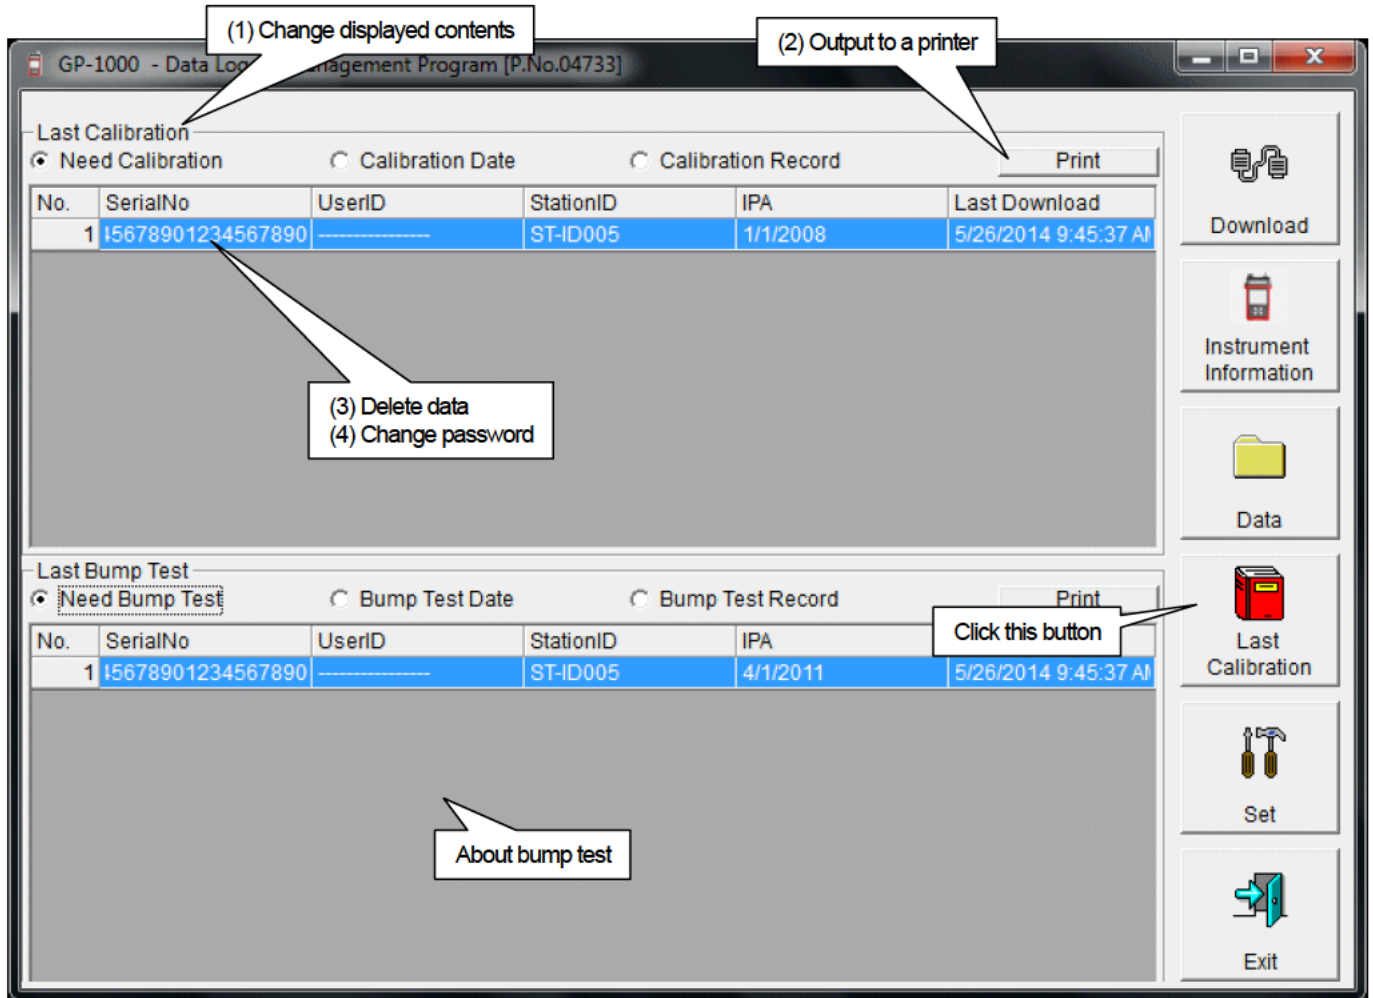 (1) Change displayed contents
(2) Output to a printer
GP-1000 - Data Log nagement Program [P.No.04733]
Last Calibration
Need Calibration Calibration Date Calibration Record Print
No. SerialNo UserID StationID IPA Last Download
1 45678901234567890 ---------------- ST-ID005 1/1/2008 5/26/2014 9:45:37 AM
(3) Delete data
(4) Change password
Last Bump Test
Need Bump Test Bump Test Date Bump Test Record Print
No. SerialNo UserID StationID IPA
1 45678901234567890 ---------------- ST-ID005 4/1/2011 5/26/2014 9:45:37 AM
Click this button
About bump test
Download
Instrument
Information
Data
Last
Calibration
Set
Exit